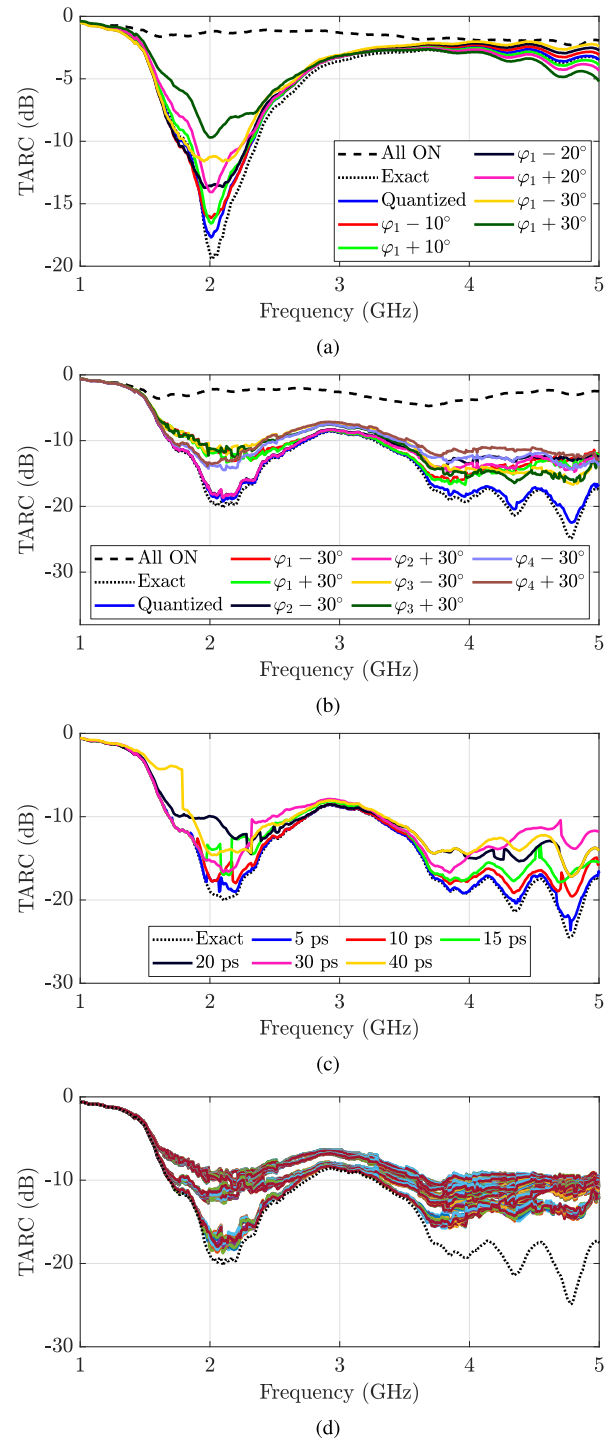 0
-5
-10
-15
-20
TARC (dB)
All ON
Exact
Quantized
φ₁ − 10°
φ₁ + 10°
φ₁ − 20°
φ₁ + 20°
φ₁ − 30°
φ₁ + 30°
1 2 3 4 5
Frequency (GHz)
(a)
0
-10
-20
-30
TARC (dB)
All ON
Exact
Quantized
φ₁ − 30°
φ₁ + 30°
φ₂ − 30°
φ₂ + 30°
φ₃ − 30°
φ₃ + 30°
φ₄ − 30°
φ₄ + 30°
1 2 3 4 5
Frequency (GHz)
(b)
0
-10
-20
-30
TARC (dB)
Exact 5 ps 10 ps 15 ps
20 ps 30 ps 40 ps
1 2 3 4 5
Frequency (GHz)
(c)
0
-10
-20
-30
TARC (dB)
1 2 3 4 5
Frequency (GHz)
(d)